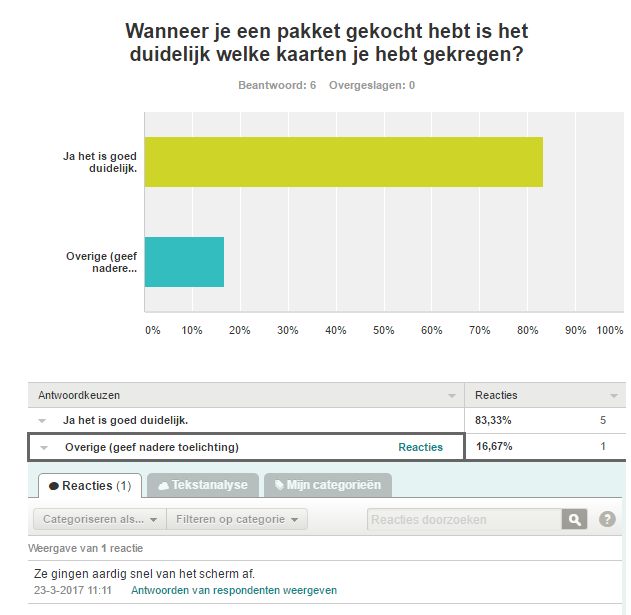 Wanneer je een pakket gekocht hebt is het
duidelijk welke kaarten je hebt gekregen?
Beantwoord: 6 Overgeslagen: 0
Ja het is goed
duidelijk.
Overige (geef
nadere...
0% 10% 20% 30% 40% 50% 60% 70% 80% 90% 100%
Antwoordkeuzen Reacties
Ja het is goed duidelijk. 83,33% 5
Overige (geef nadere toelichting) Reacties 16,67% 1
Reacties (1) Tekstanalyse Mijn categorieën
Categoriseren als... Filteren op categorie Reacties doorzoeken ?
Weergave van 1 reactie
Ze gingen aardig snel van het scherm af.
23-3-2017 11:11 Antwoorden van respondenten weergeven